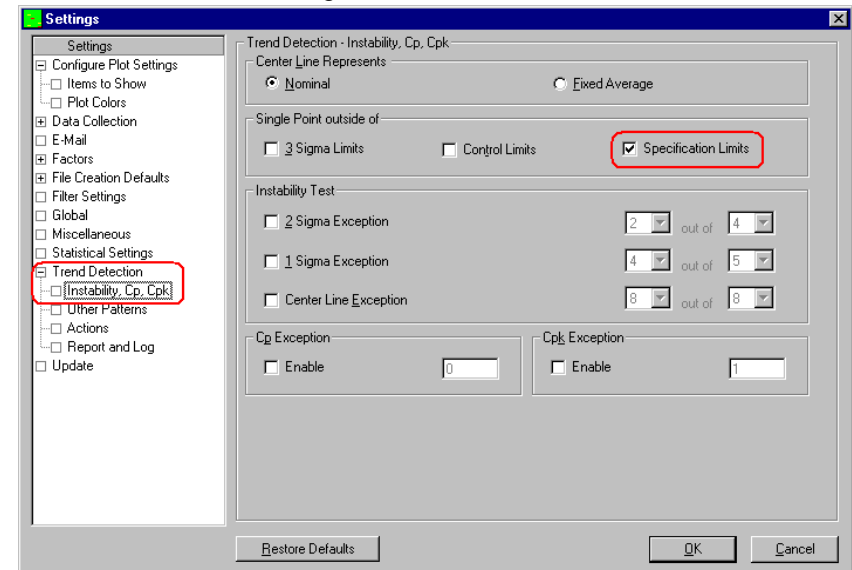 Settings
Settings
Configure Plot Settings
Items to Show
Plot Colors
Data Collection
E-Mail
Factors
File Creation Defaults
Filter Settings
Global
Miscellaneous
Statistical Settings
Trend Detection
Instability, Cp, Cpk
Other Patterns
Actions
Report and Log
Update
Trend Detection - Instability, Cp, Cpk
Center Line Represents
Nominal Fixed Average
Single Point outside of
3 Sigma Limits Control Limits Specification Limits
Instability Test
2 Sigma Exception 2 out of 4
1 Sigma Exception 4 out of 5
Center Line Exception 8 out of 8
Cp Exception Cpk Exception
Enable 0 Enable 1
Restore Defaults OK Cancel